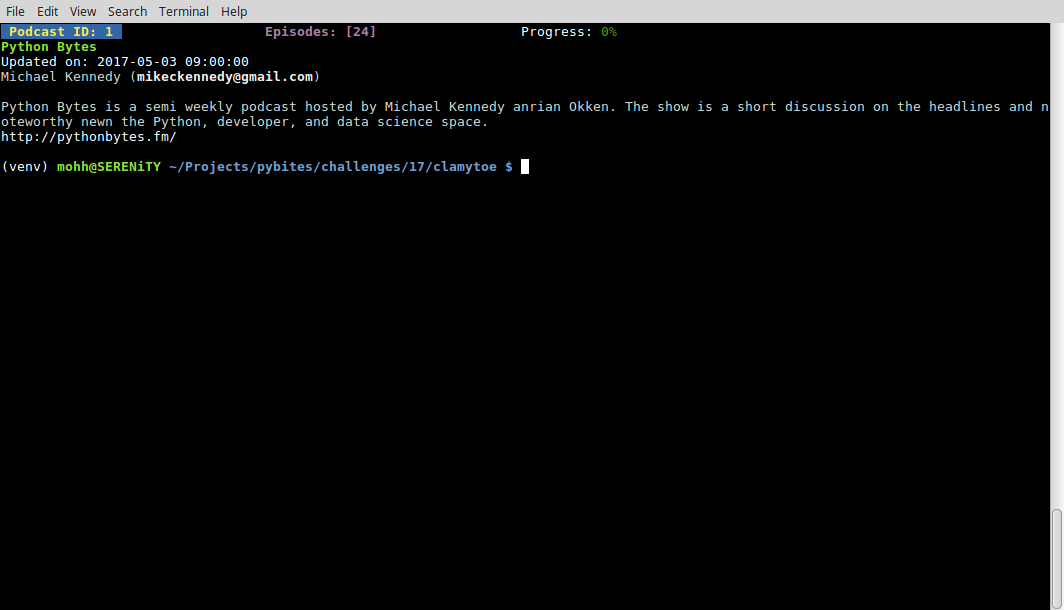 File Edit View Search Terminal Help
Podcast ID: 1 Episodes: [24] Progress: 0%
Python Bytes
Updated on: 2017-05-03 09:00:00
Michael Kennedy (mikeckennedy@gmail.com)
Python Bytes is a semi weekly podcast hosted by Michael Kennedy anrian Okken. The show is a short discussion on the headlines and n
oteworthy newn the Python, developer, and data science space.
http://pythonbytes.fm/
(venv) mohh@SERENiTY ~/Projects/pybites/challenges/17/clamytoe $